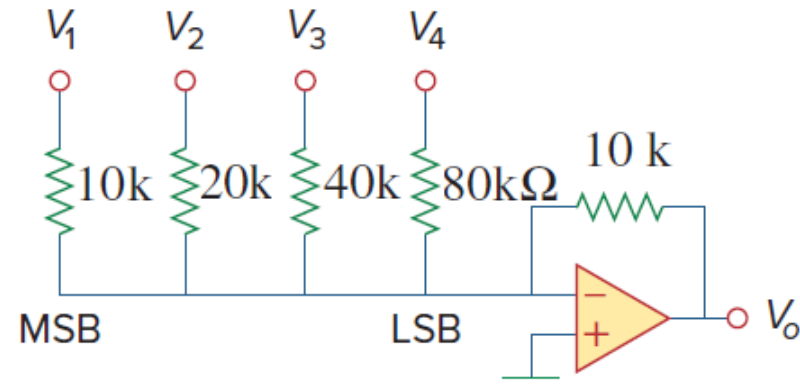 V₁ V₂ V₃ V₄
10 k
10k 20k 40k 80kΩ
−
+
Vₒ
MSB LSB